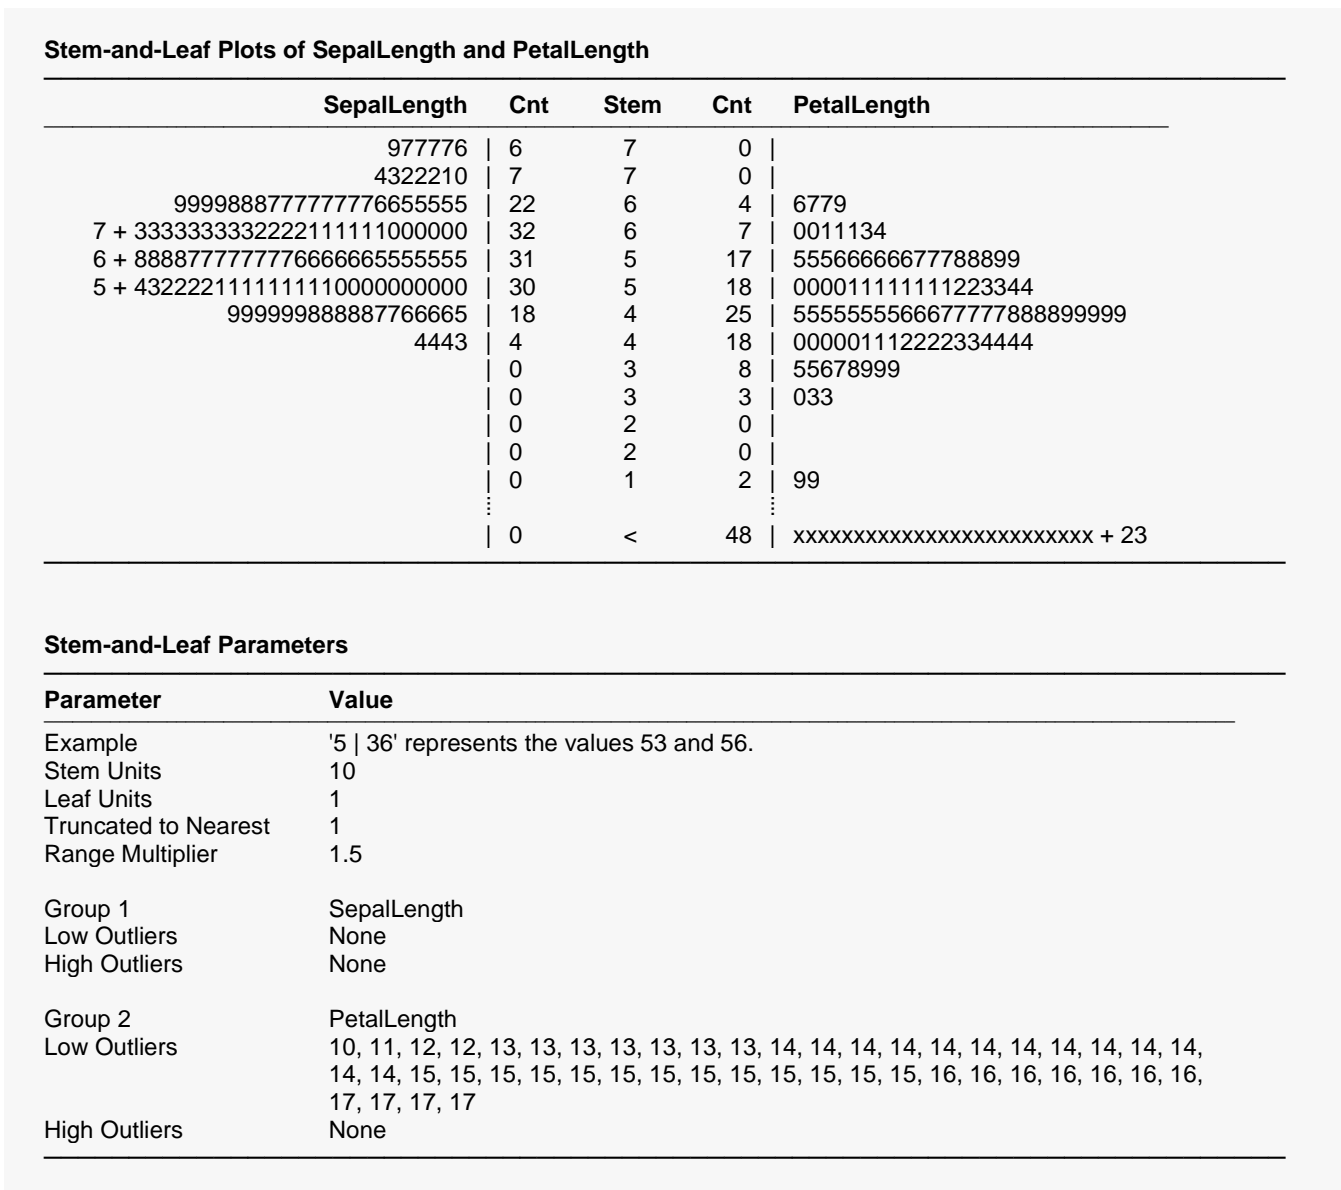 Stem-and-Leaf Plots of SepalLength and PetalLength
SepalLength Cnt Stem Cnt PetalLength
977776 | 6 7 0 |
4322210 | 7 7 0 |
9999888777777776655555 | 22 6 4 | 6779
7 + 3333333332222111111000000 | 32 6 7 | 0011134
6 + 8888777777776666665555555 | 31 5 17 | 55566666677788899
5 + 4322221111111110000000000 | 30 5 18 | 000011111111223344
999999888887766665 | 18 4 25 | 5555555566677777888899999
4443 | 4 4 18 | 000001112222334444
| 0 3 8 | 55678999
| 0 3 3 | 033
| 0 2 0 |
| 0 2 0 |
| 0 1 2 | 99
| 0 < 48 | xxxxxxxxxxxxxxxxxxxxxxxxx + 23
Stem-and-Leaf Parameters
Parameter Value
Example '5 | 36' represents the values 53 and 56.
Stem Units 10
Leaf Units 1
Truncated to Nearest 1
Range Multiplier 1.5
Group 1 SepalLength
Low Outliers None
High Outliers None
Group 2 PetalLength
Low Outliers 10, 11, 12, 12, 13, 13, 13, 13, 13, 13, 13, 14, 14, 14, 14, 14, 14, 14, 14, 14, 14, 14,
14, 14, 15, 15, 15, 15, 15, 15, 15, 15, 15, 15, 15, 15, 15, 16, 16, 16, 16, 16, 16, 16,
17, 17, 17, 17
High Outliers None